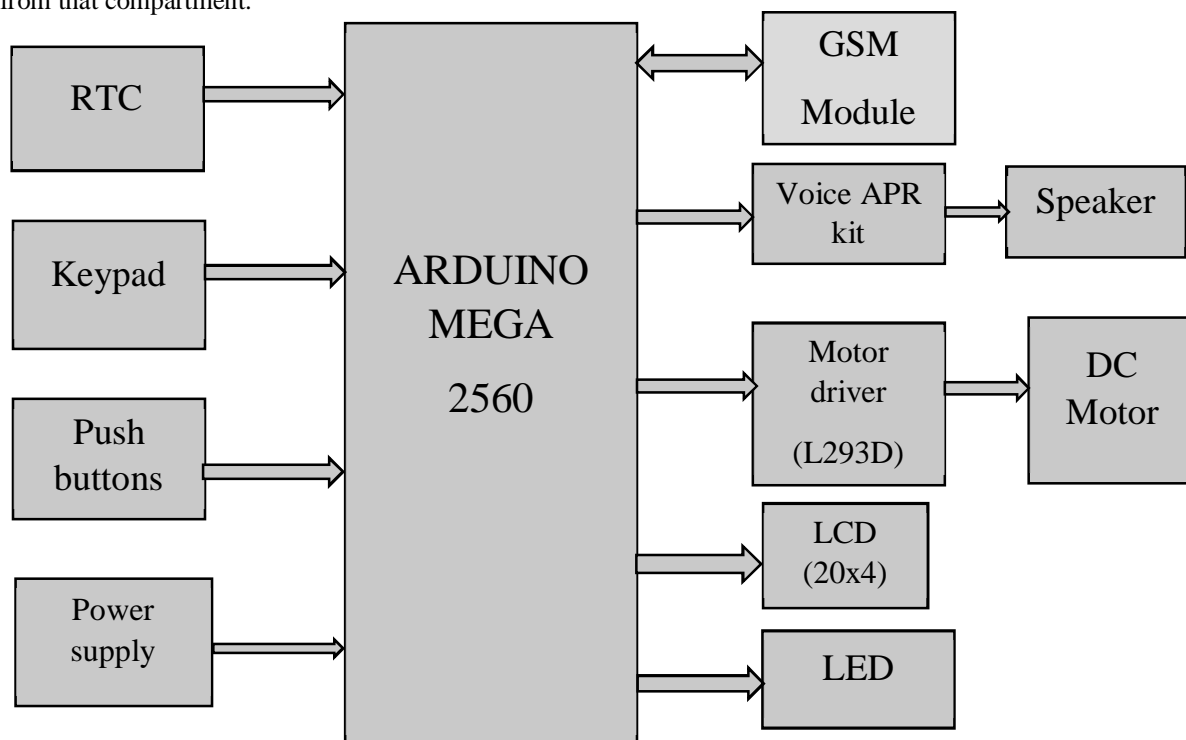 from that compartment.
RTC
Keypad
Push
buttons
Power
supply
ARDUINO
MEGA
2560
GSM
Module
Voice APR
kit
Speaker
Motor
driver
(L293D)
DC
Motor
LCD
(20x4)
LED